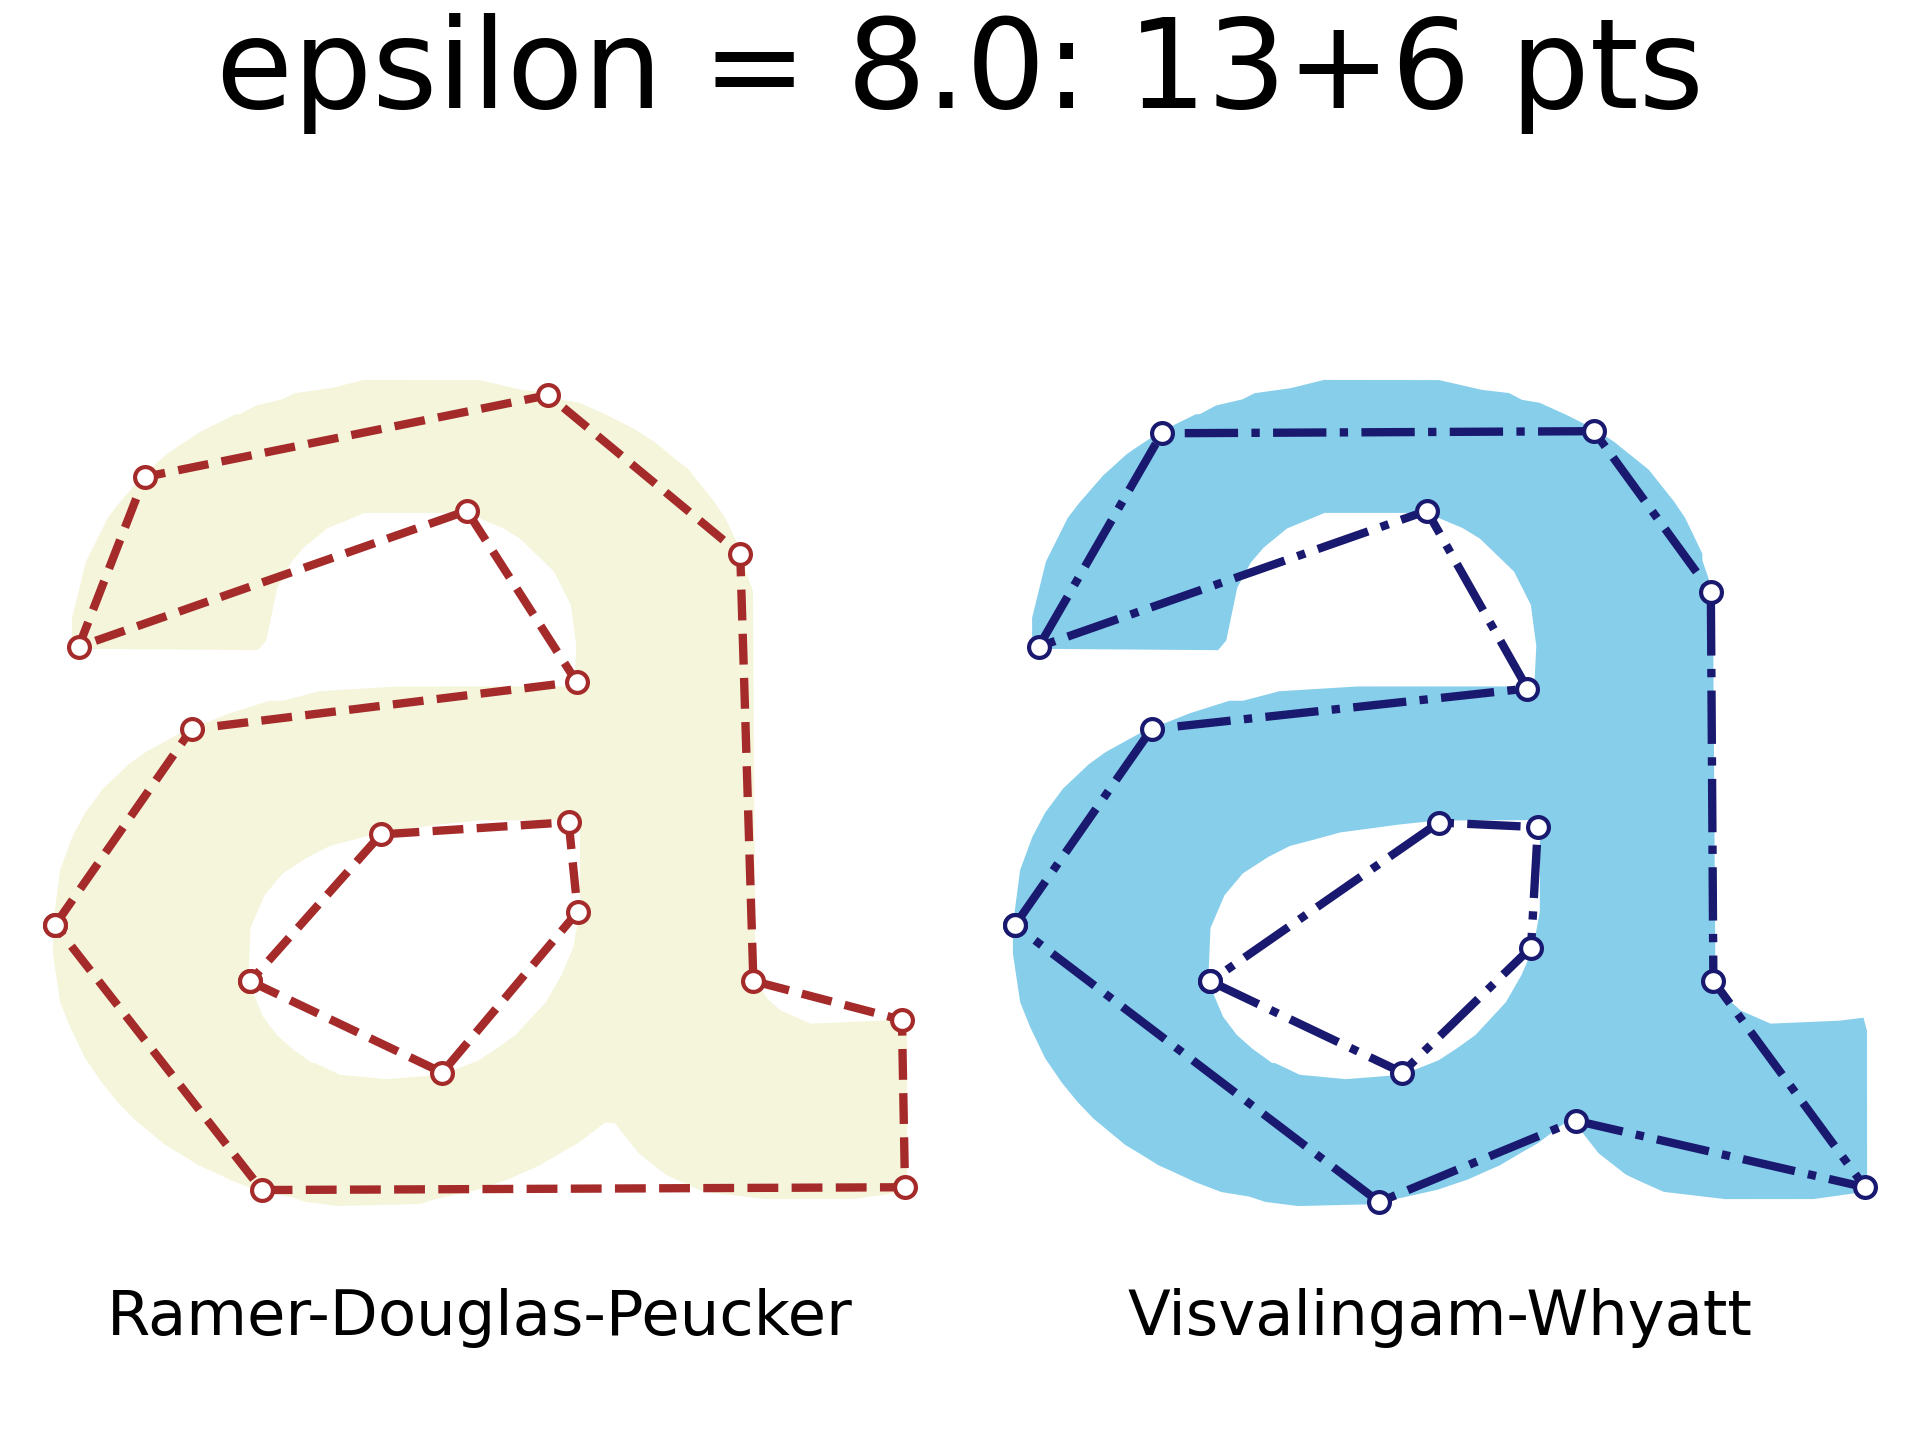 epsilon = 8.0: 13+6 pts
Ramer-Douglas-Peucker
Visvalingam-Whyatt